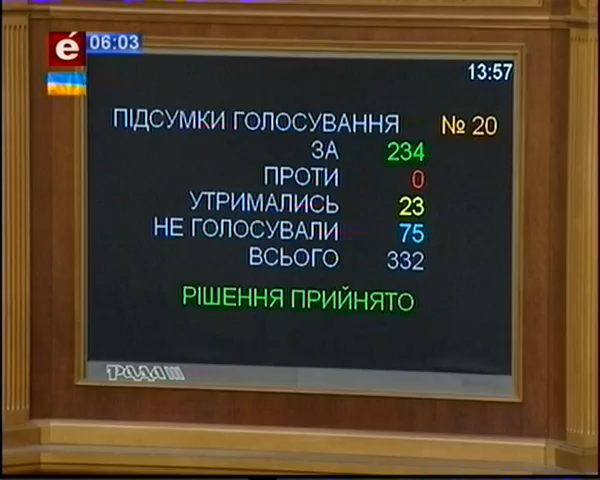 é 06:03
13:57
ПІДСУМКИ ГОЛОСУВАННЯ № 20
ЗА 234
ПРОТИ 0
УТРИМАЛИСЬ 23
НЕ ГОЛОСУВАЛИ 75
ВСЬОГО 332
РІШЕННЯ ПРИЙНЯТО
РАДА